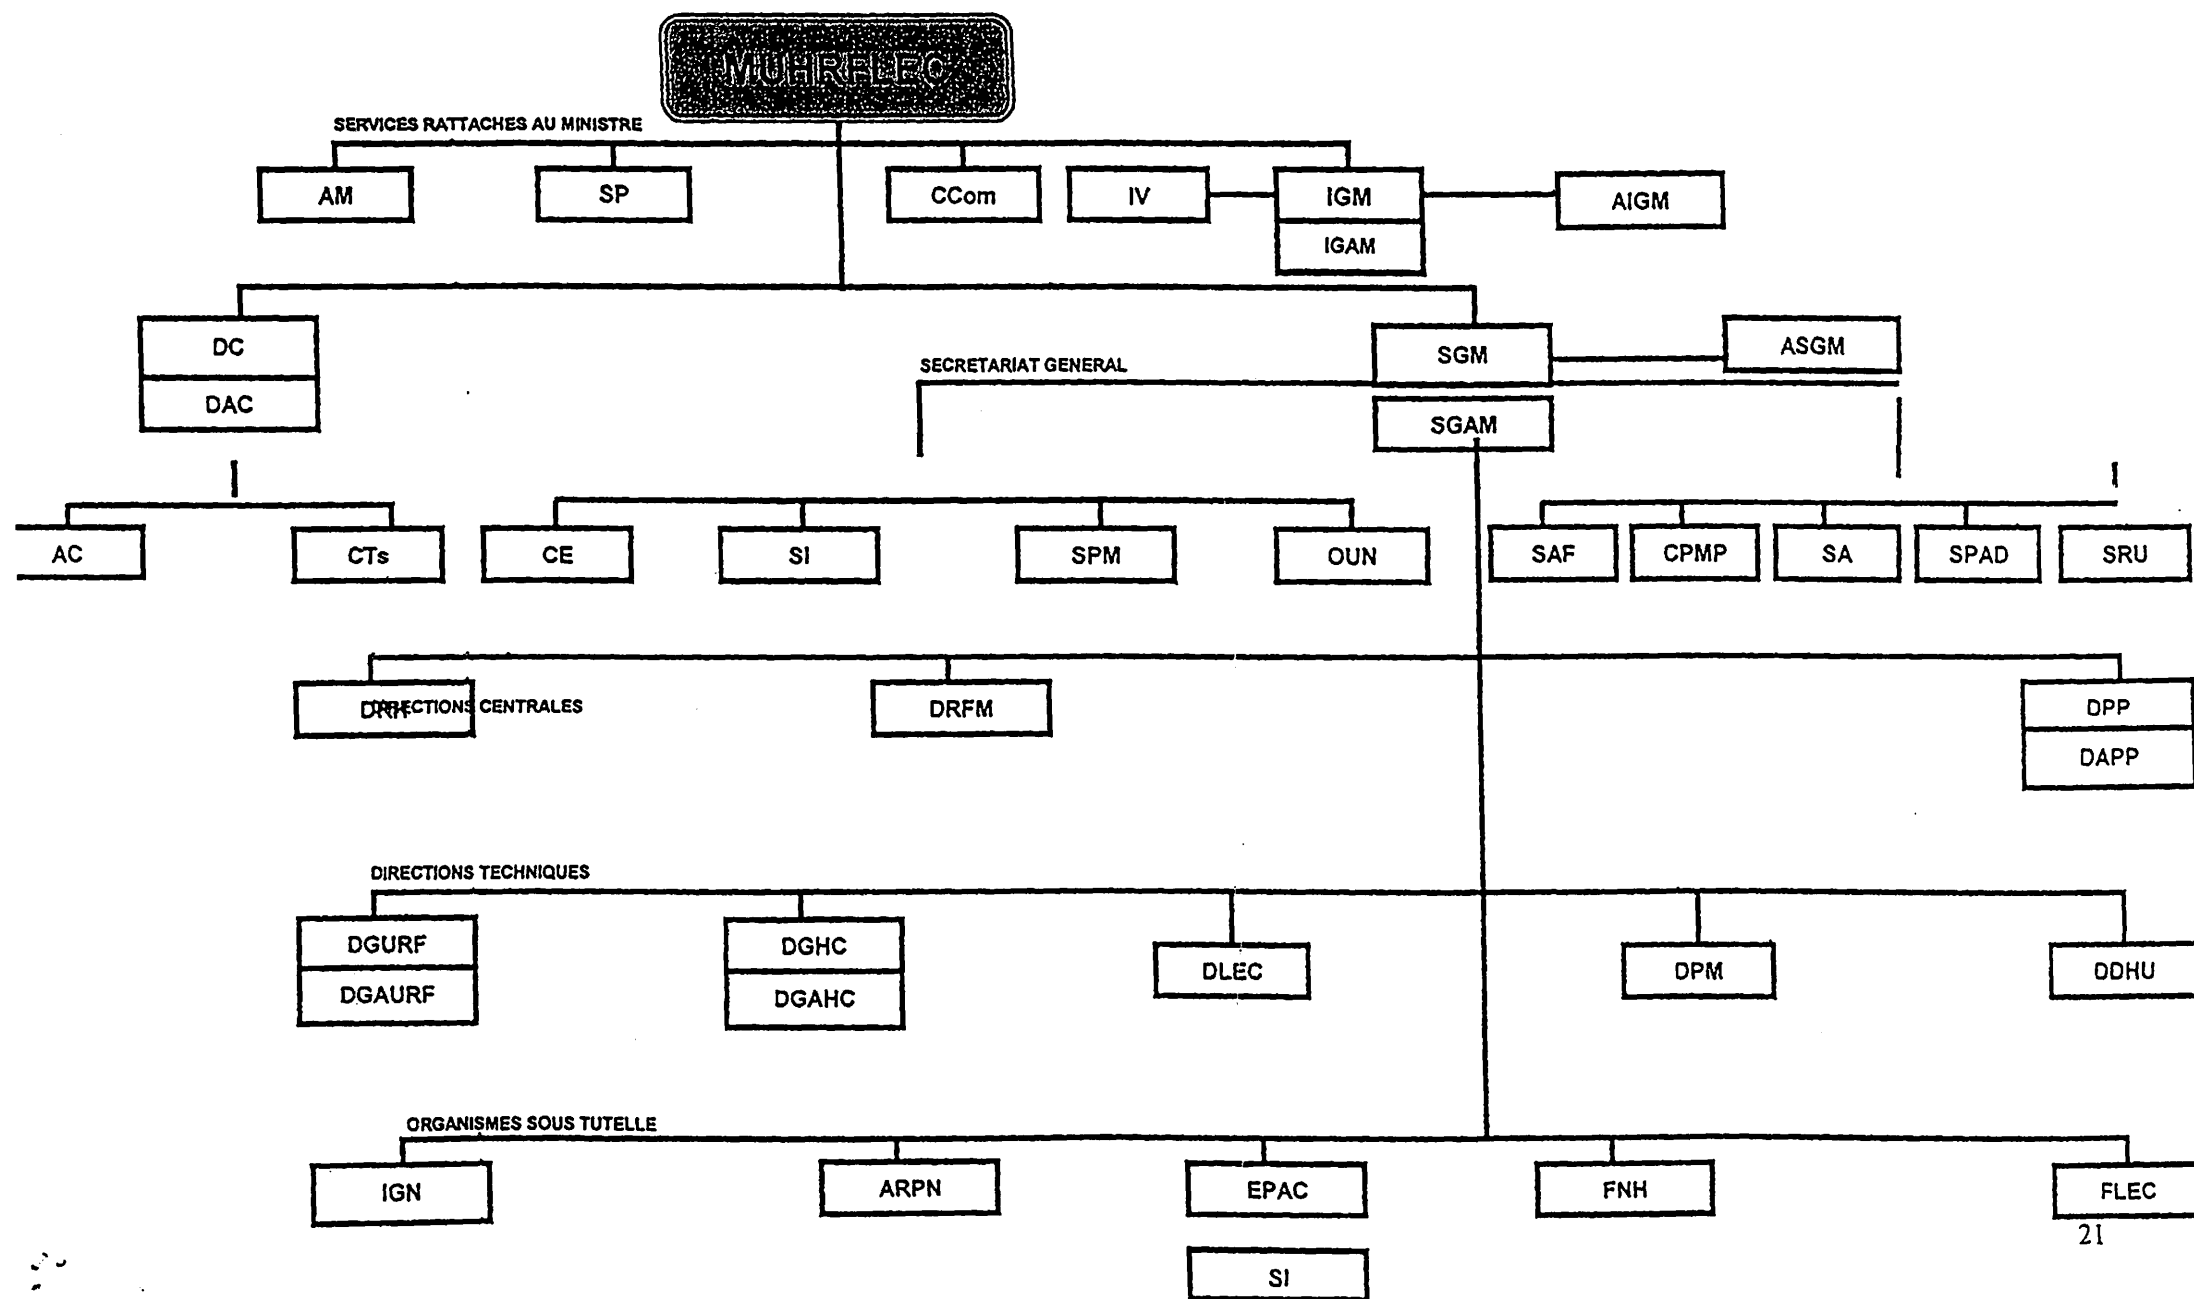 MUHRFLEC
SERVICES RATTACHES AU MINISTRE
AM
SP
CCom
IV
IGM
AIGM
IGAM
DC
SGM
ASGM
SECRETARIAT GENERAL
DAC
SGAM
AC
CTs
CE
SI
SPM
OUN
SAF
CPMP
SA
SPAD
SRU
DRH
DIRECTIONS CENTRALES
DRFM
DPP
DAPP
DIRECTIONS TECHNIQUES
DGURF
DGHC
DLEC
DPM
DDHU
DGAURF
DGAHC
ORGANISMES SOUS TUTELLE
IGN
ARPN
EPAC
FNH
FLEC
21
SI